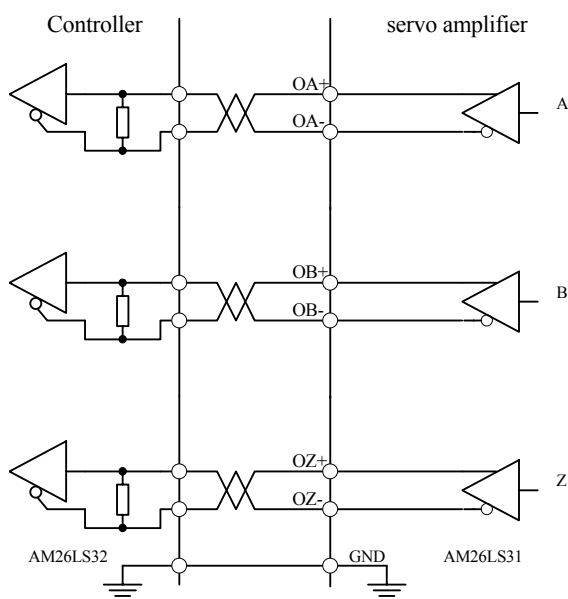 Controller
servo amplifier
OA+
A
OA-
OB+
B
OB-
OZ+
Z
OZ-
AM26LS32
GND
AM26LS31